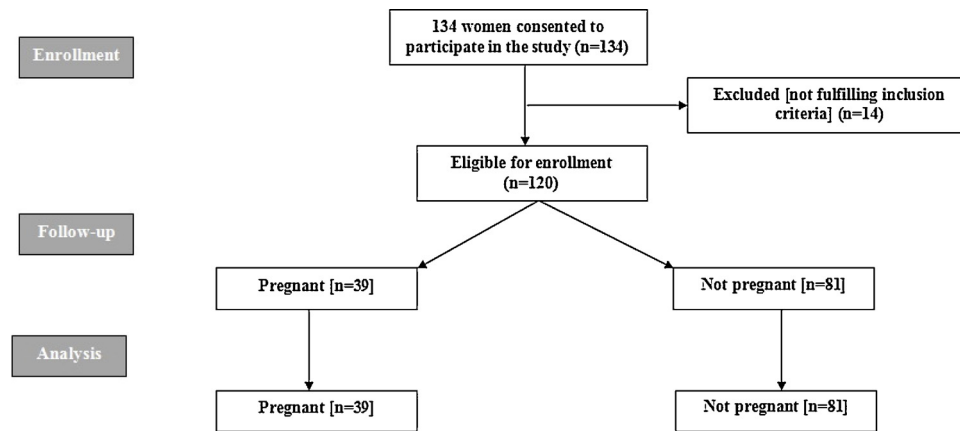 134 women consented to
participate in the study (n=134)
Enrollment
Excluded [not fulfilling inclusion
criteria] (n=14)
Eligible for enrollment
(n=120)
Follow-up
Pregnant [n=39]
Not pregnant [n=81]
Analysis
Pregnant [n=39]
Not pregnant [n=81]